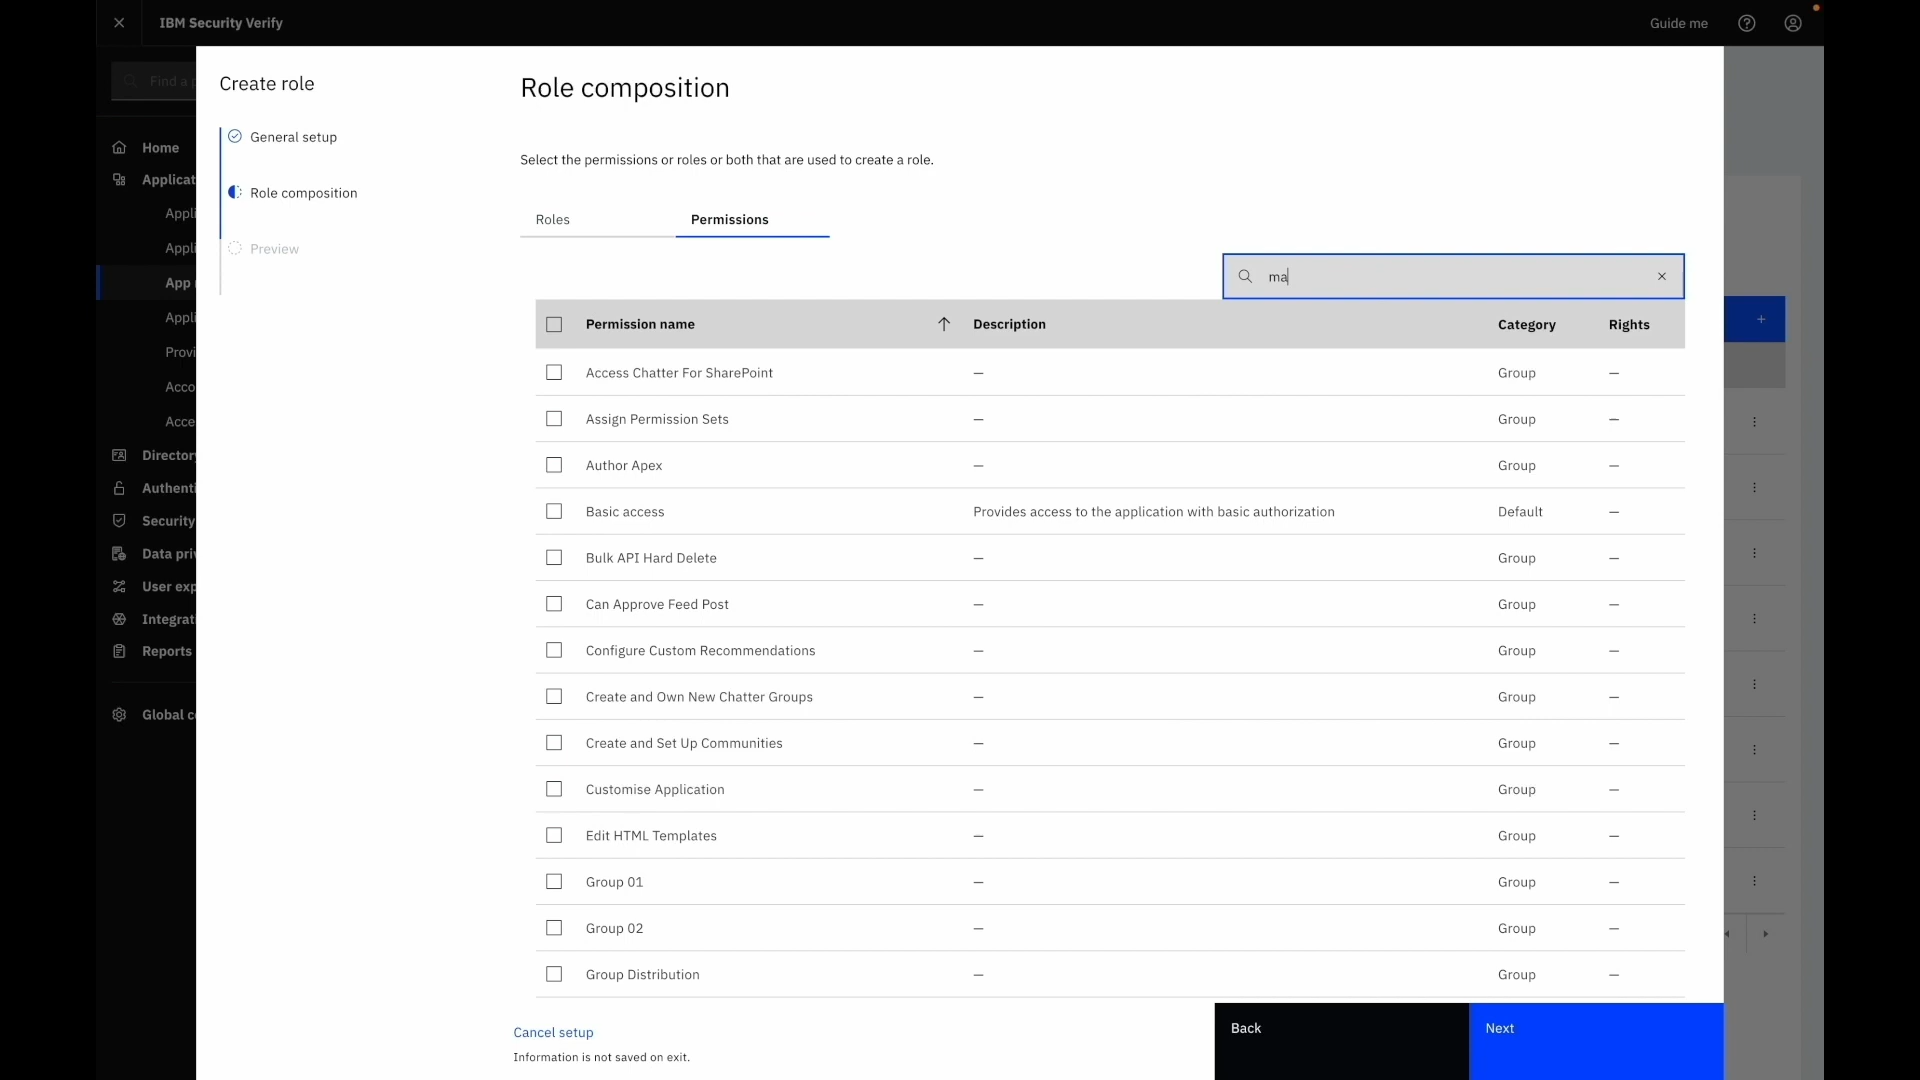 IBM Security Verify
Guide me
Find a p
Home
Applicat
Appli
Appli
App
Appli
Provi
Acco
Acce
Directory
Authenti
Security
Data priv
User exp
Integrati
Reports
Global co
Create role
General setup
Role composition
Preview
Role composition
Select the permissions or roles or both that are used to create a role.
Roles Permissions
ma
Permission name Description Category Rights
Access Chatter For SharePoint — Group —
Assign Permission Sets — Group —
Author Apex — Group —
Basic access Provides access to the application with basic authorization Default —
Bulk API Hard Delete — Group —
Can Approve Feed Post — Group —
Configure Custom Recommendations — Group —
Create and Own New Chatter Groups — Group —
Create and Set Up Communities — Group —
Customise Application — Group —
Edit HTML Templates — Group —
Group 01 — Group —
Group 02 — Group —
Group Distribution — Group —
Cancel setup
Information is not saved on exit.
Back
Next